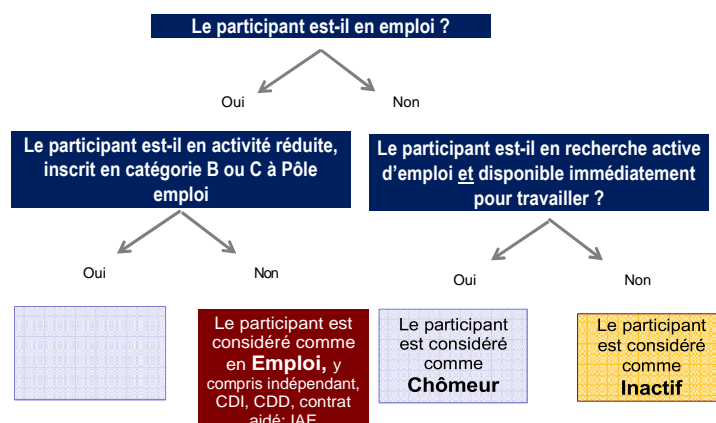 Le participant est-il en emploi ?
Oui
Non
Le participant est-il en activité réduite,
inscrit en catégorie B ou C à Pôle
emploi
Le participant est-il en recherche active
d'emploi et disponible immédiatement
pour travailler ?
Oui
Non
Oui
Non
Le participant est
considéré comme
en Emploi, y
compris indépendant,
CDI, CDD, contrat
aidé; IAE
Le participant
est considéré
comme
Chômeur
Le participant
est considéré
comme
Inactif